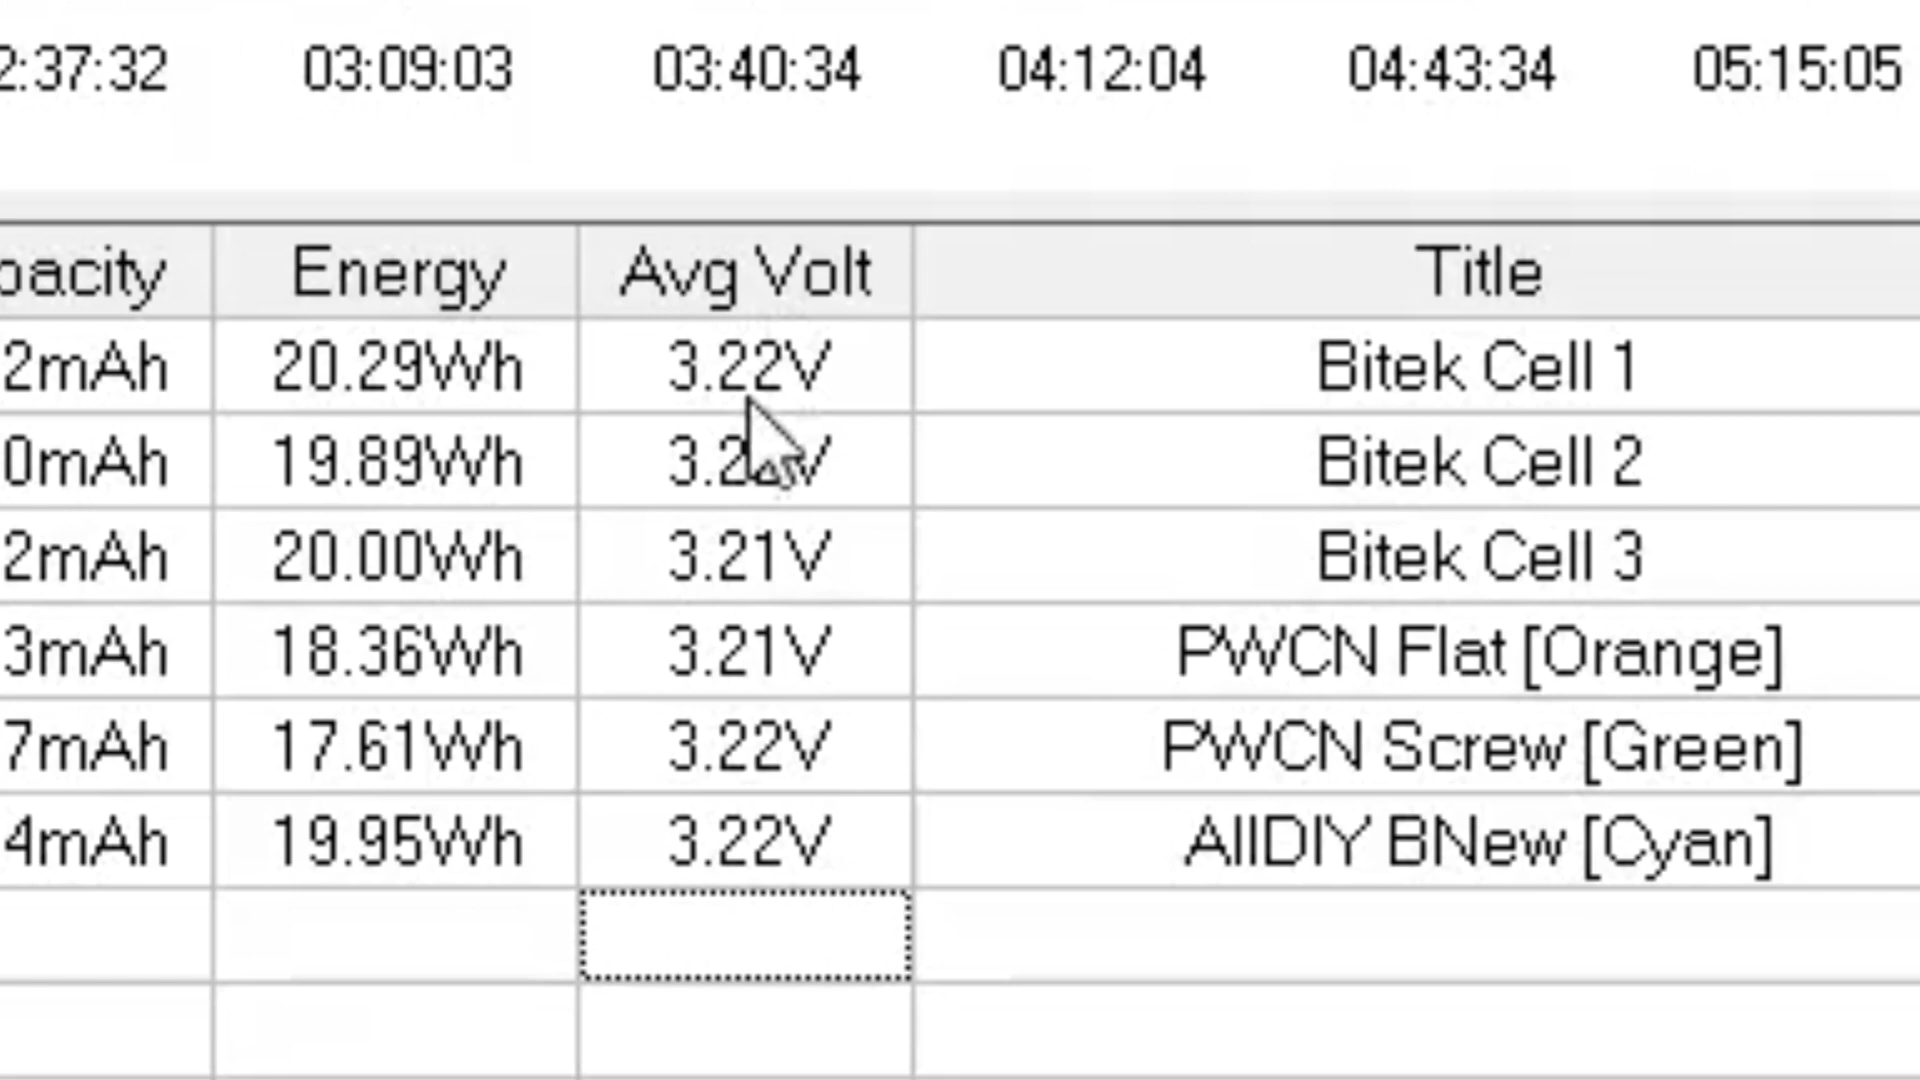 2:37:32 03:09:03 03:40:34 04:12:04 04:43:34 05:15:05
pacity Energy Avg Volt Title
2mAh 20.29Wh 3.22V Bitek Cell 1
0mAh 19.89Wh Bitek Cell 2
2mAh 20.00Wh 3.21V Bitek Cell 3
3mAh 18.36Wh 3.21V PWCN Flat [Orange]
7mAh 17.61Wh 3.22V PWCN Screw [Green]
4mAh 19.95Wh 3.22V AllDIY BNew [Cyan]